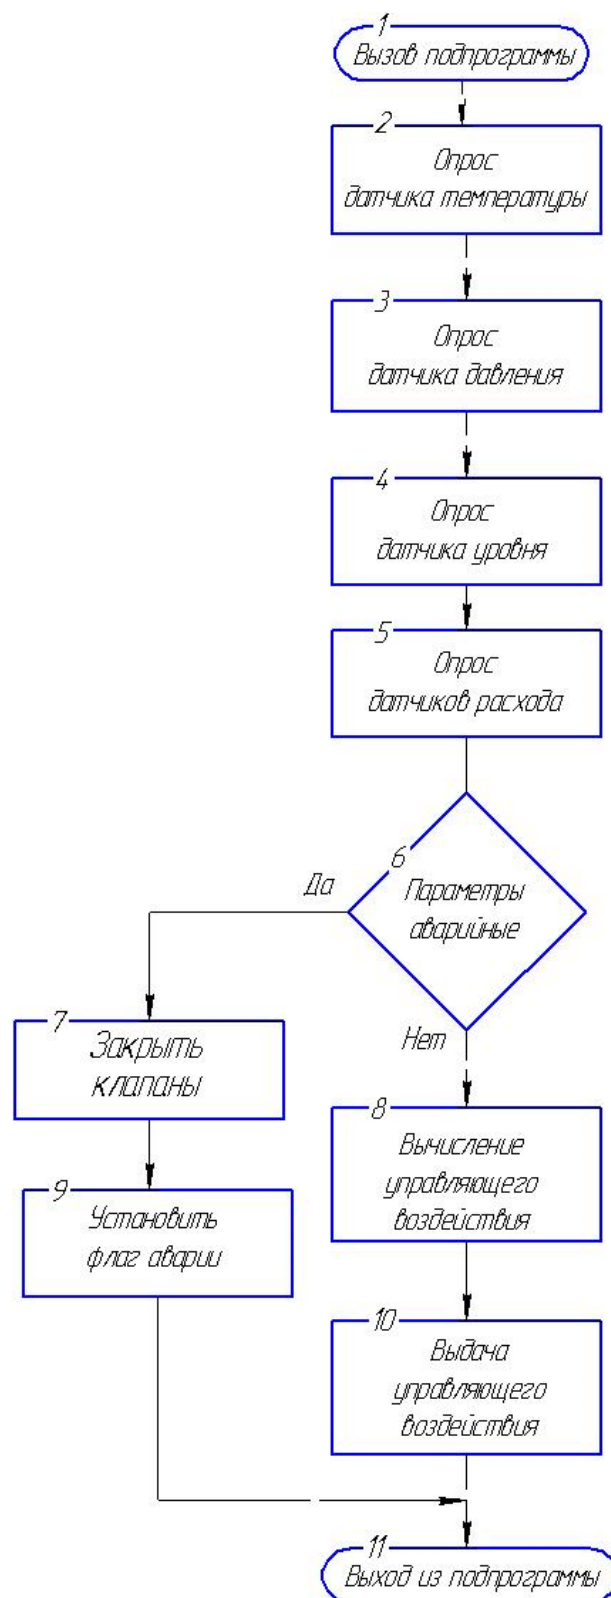 1
Вызов подпрограммы
2
Опрос
датчика температуры
3
Опрос
датчика давления
4
Опрос
датчика уровня
5
Опрос
датчиков расхода
6
Параметры
аварийные
Да
Нет
7
Закрыть
клапаны
8
Вычисление
управляющего
воздействия
9
Установить
флаг аварии
10
Выдача
управляющего
воздействия
11
Выход из подпрограммы